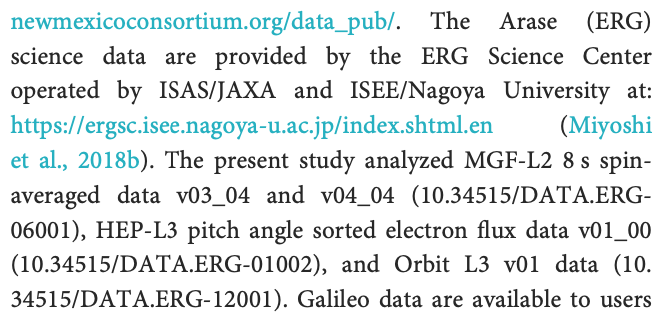 newmexicoconsortium.org/data_pub/. The Arase (ERG)
science data are provided by the ERG Science Center
operated by ISAS/JAXA and ISEE/Nagoya University at:
https://ergsc.isee.nagoya-u.ac.jp/index.shtml.en (Miyoshi
et al., 2018b). The present study analyzed MGF-L2 8 s spin-
averaged data v03_04 and v04_04 (10.34515/DATA.ERG-
06001), HEP-L3 pitch angle sorted electron flux data v01_00
(10.34515/DATA.ERG-01002), and Orbit L3 v01 data (10.
34515/DATA.ERG-12001). Galileo data are available to users